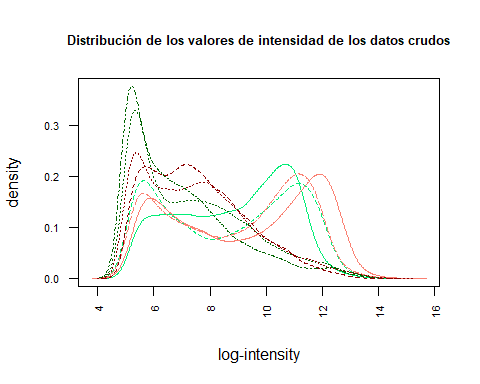 Distribución de los valores de intensidad de los datos crudos
density
0.3
0.2
0.1
0.0
4 6 8 10 12 14 16
log-intensity